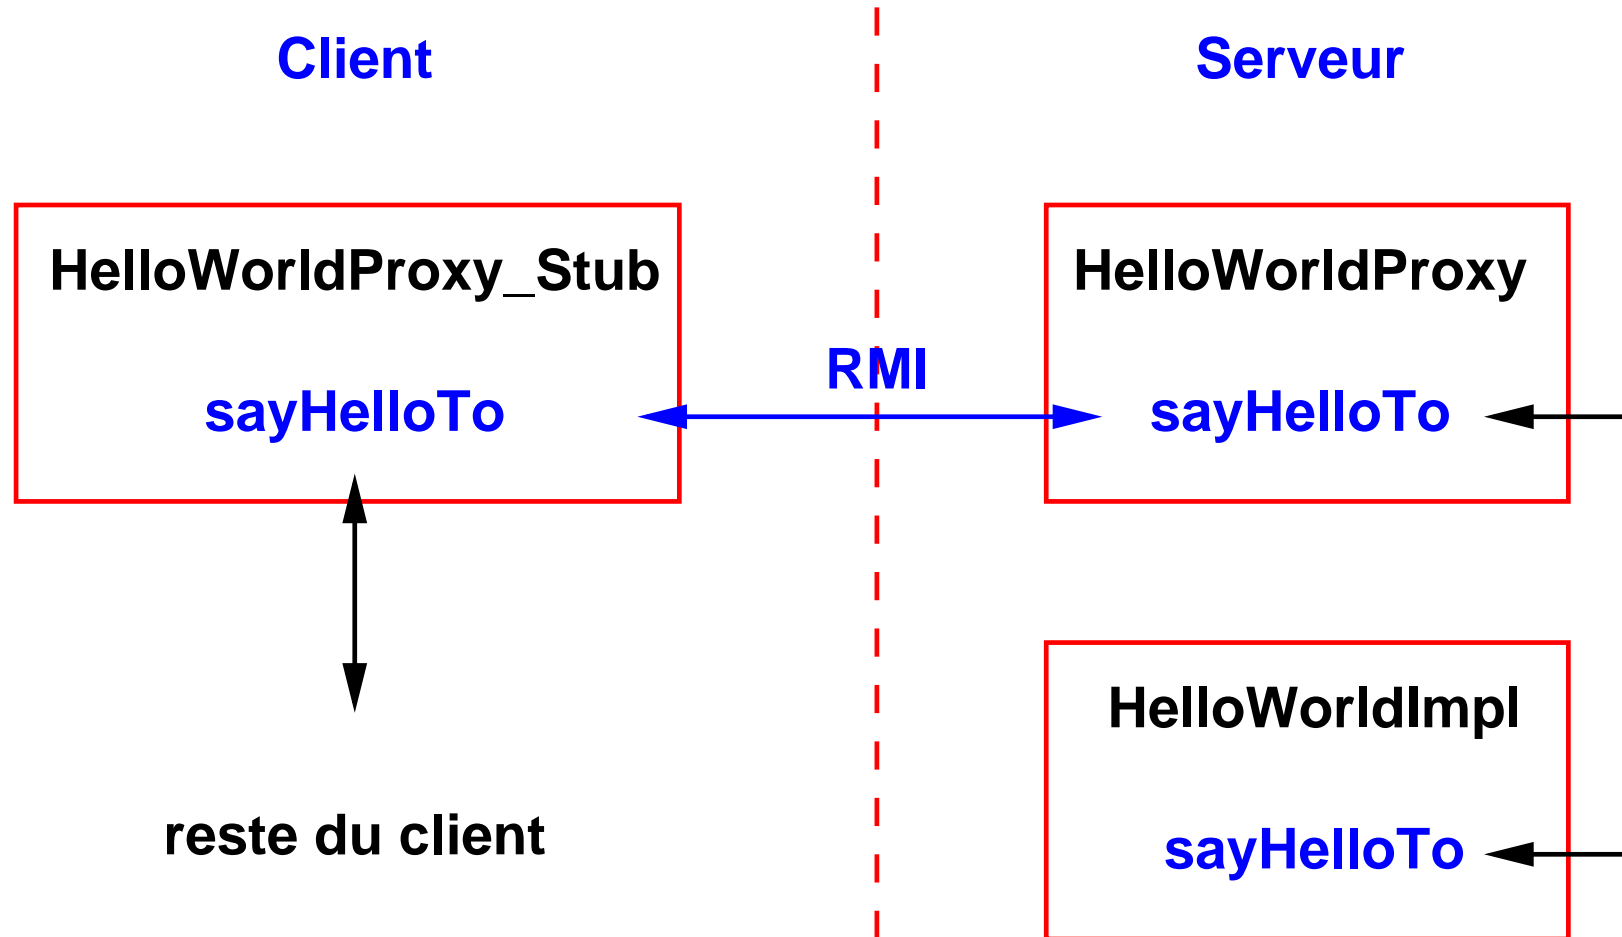 Client
Serveur
HelloWorldProxy_Stub
HelloWorldProxy
RMI
sayHelloTo
sayHelloTo
HelloWorldImpl
reste du client
sayHelloTo